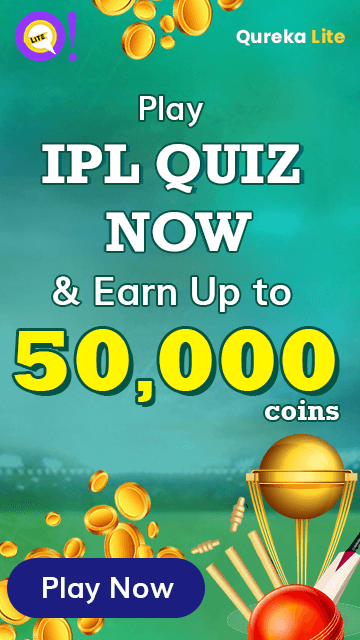 LITE
Qureka Lite
Play
IPL QUIZ
NOW
& Earn Up to
50,000
coins
Play Now